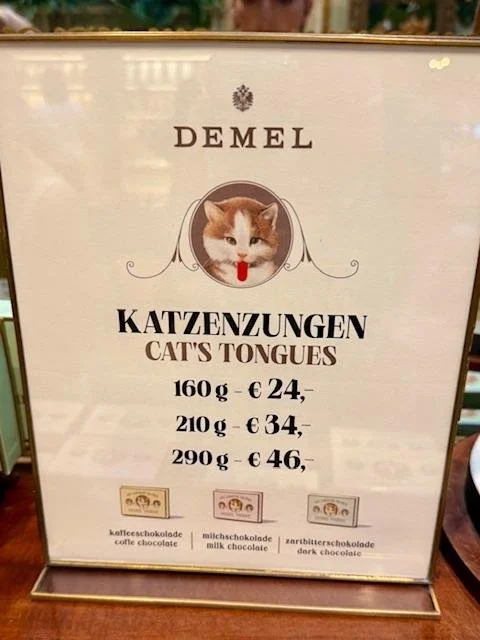 DEMEL
KATZENZUNGEN
CAT'S TONGUES
160 g - € 24,-
210 g - € 34,-
290 g - € 46,-
kaffeeschokolade
coffe chocolate
milchschokolade
milk chocolate
zartbitterschokolade
dark chocolate